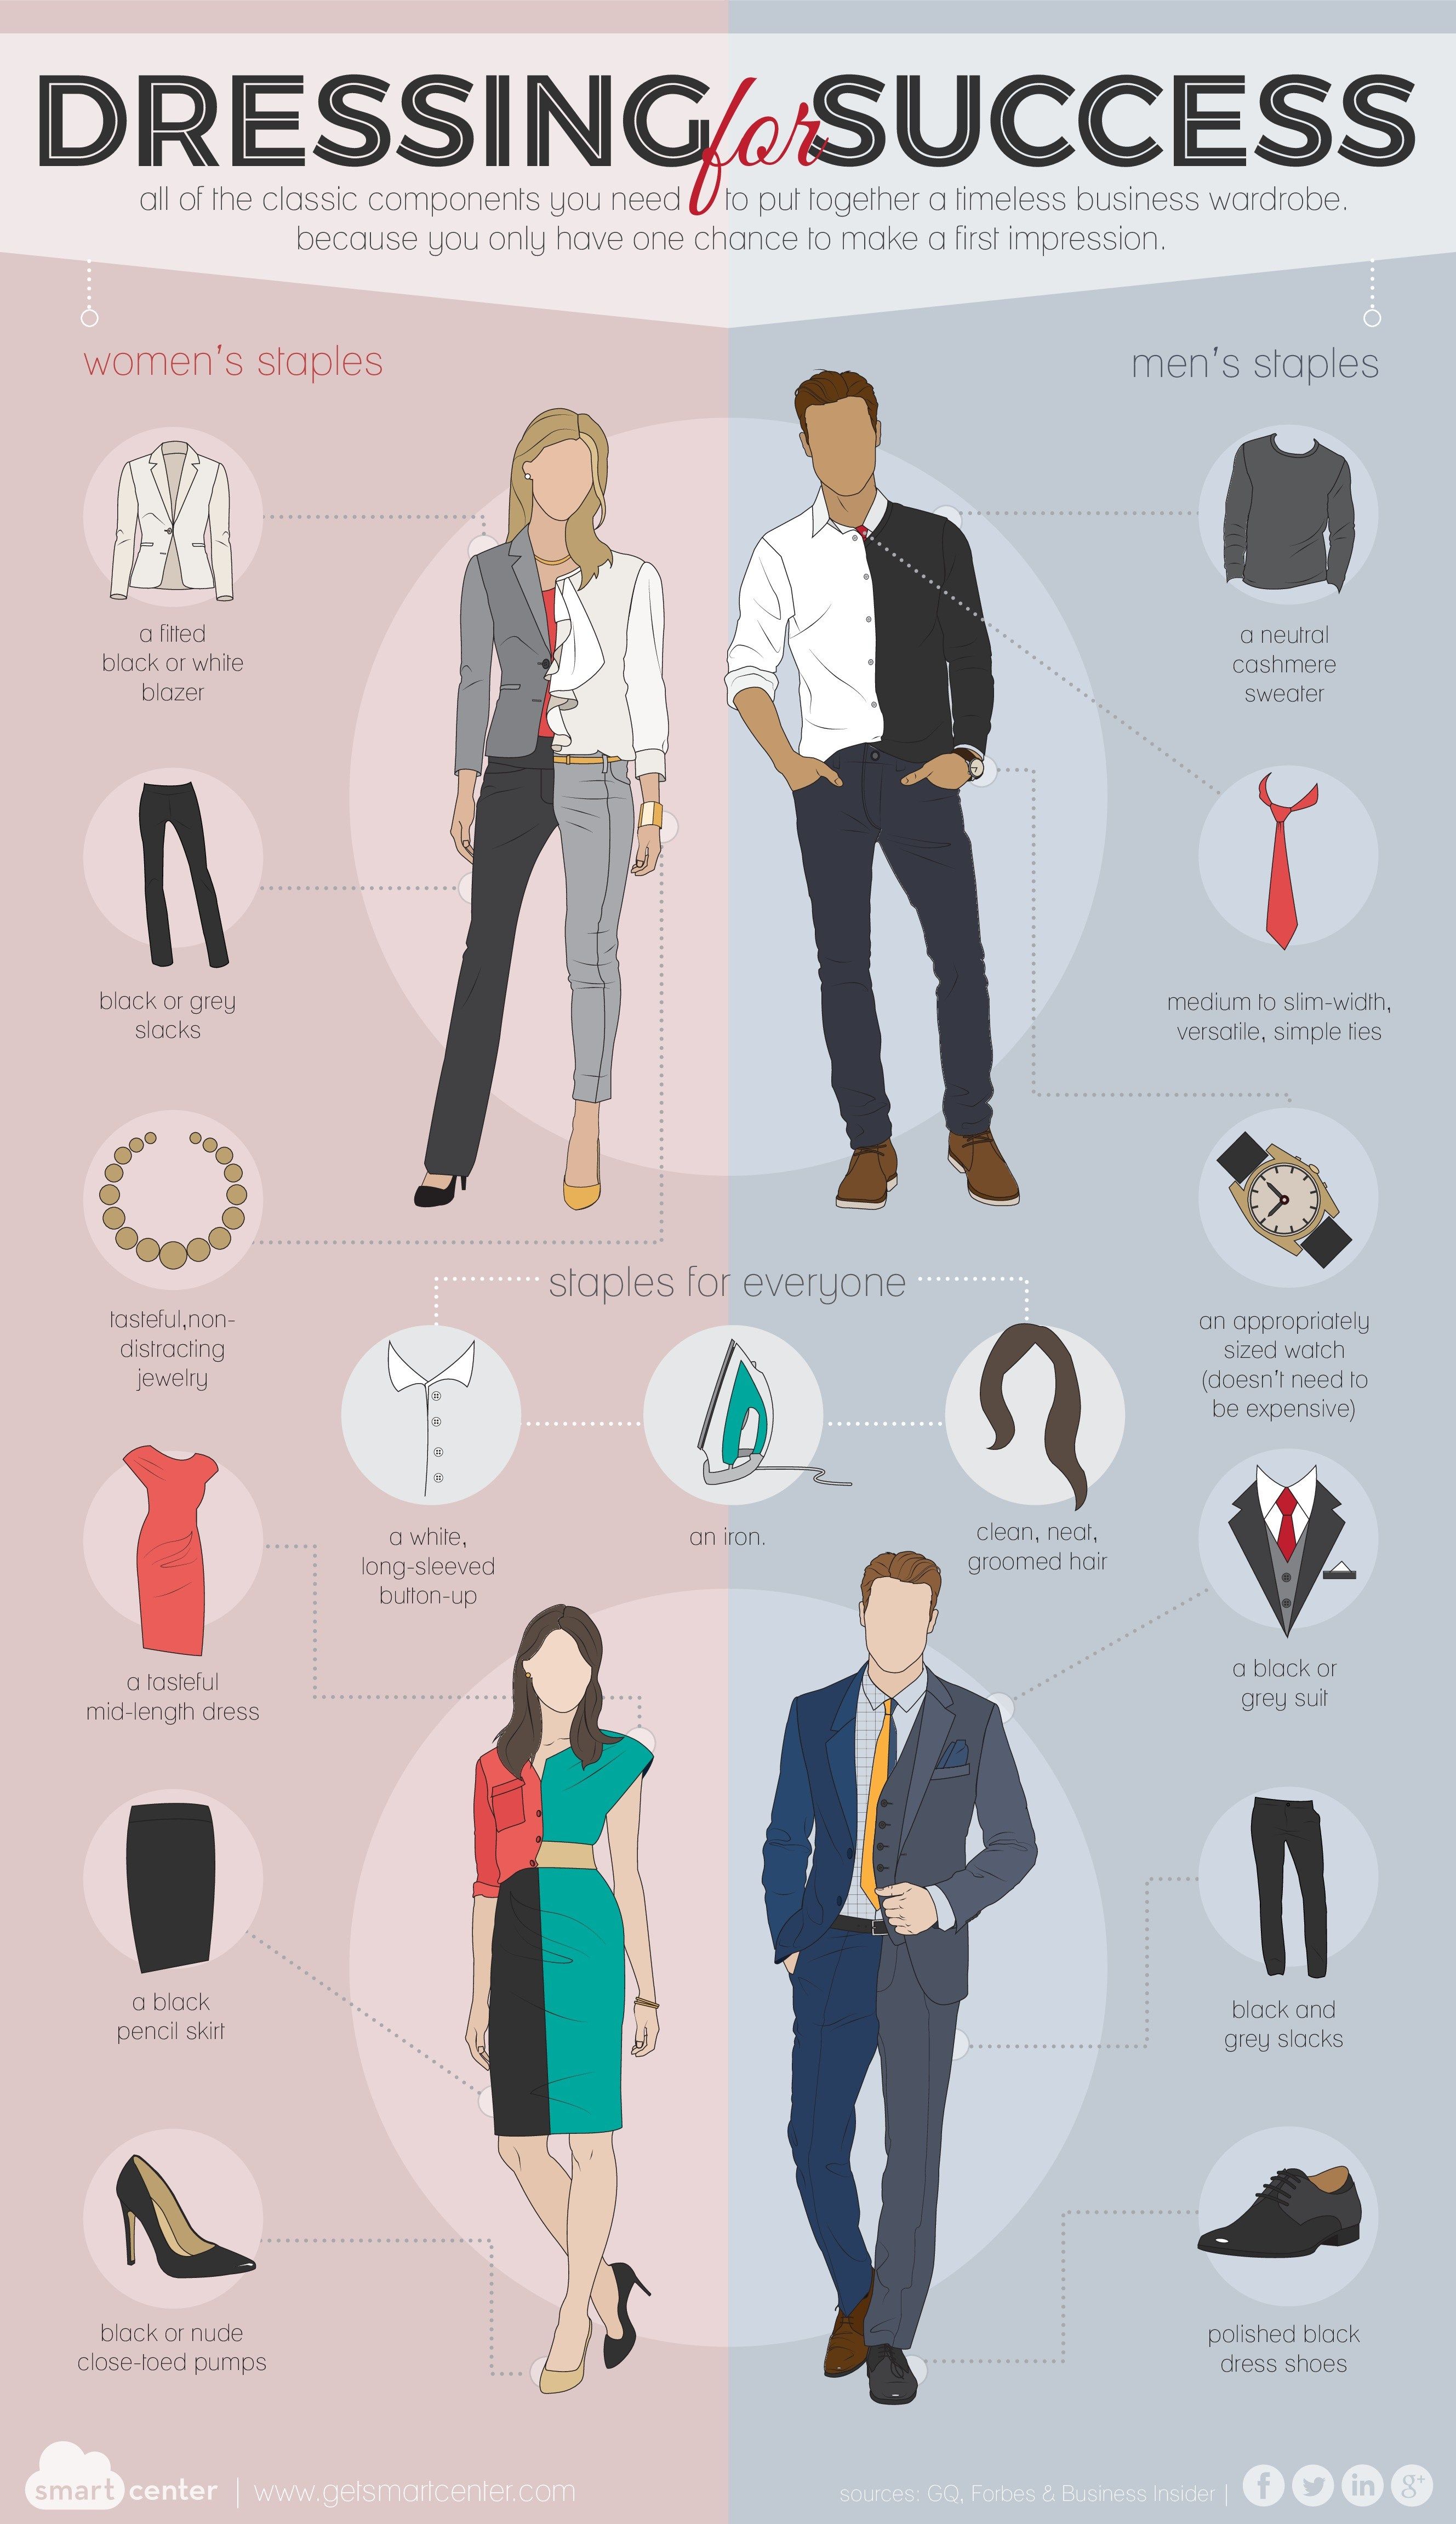 DRESSING for SUCCESS
all of the classic components you need to put together a timeless business wardrobe.
because you only have one chance to make a first impression.
women's staples
a fitted
black or white
blazer
black or grey
slacks
tasteful,non-
distracting
jewelry
a tasteful
mid-length dress
a black
pencil skirt
black or nude
close-toed pumps
men's staples
a neutral
cashmere
sweater
medium to slim-width,
versatile, simple ties
an appropriately
sized watch
(doesn't need to
be expensive)
a black or
grey suit
black and
grey slacks
polished black
dress shoes
staples for everyone
a white,
long-sleeved
button-up
an iron.
clean, neat,
groomed hair
smart center | www.getsmartcenter.com
sources: GQ, Forbes & Business Insider |
f
in
g+